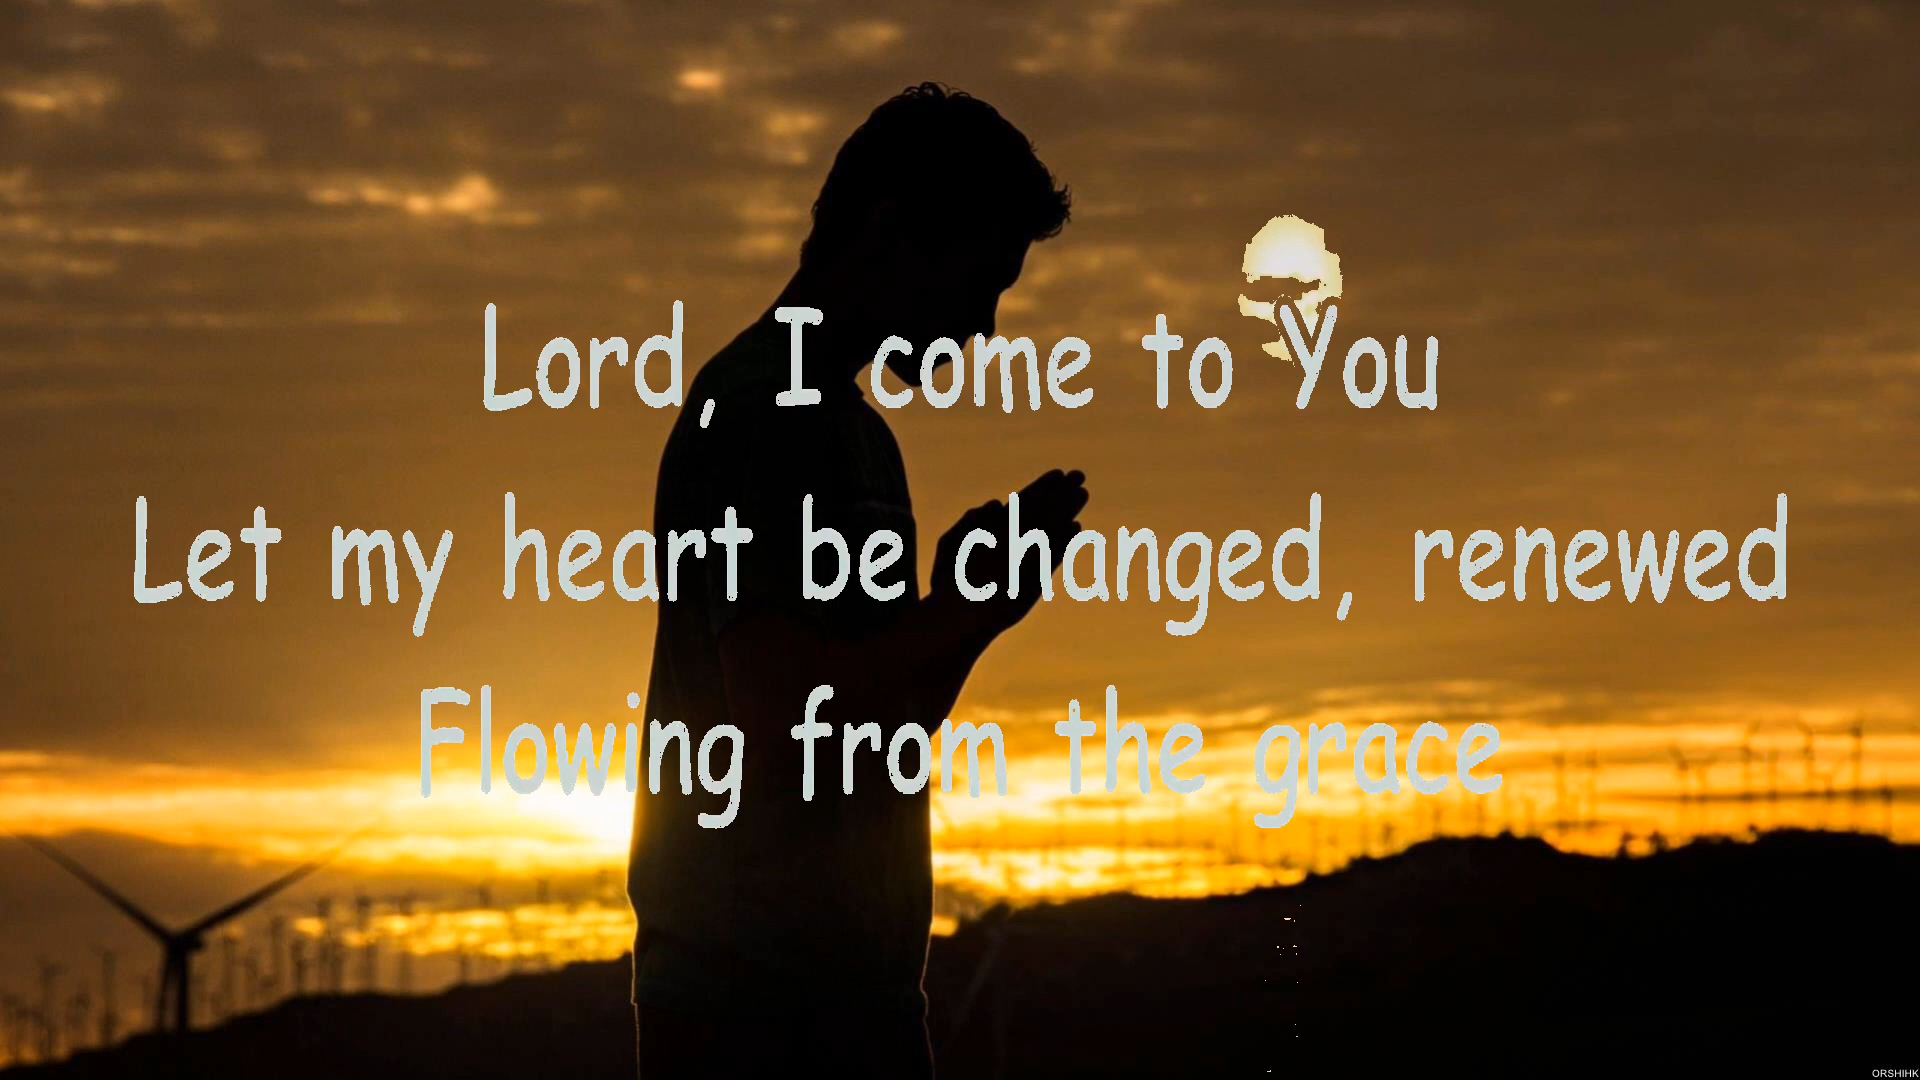 Lord, I come to You
Let my heart be changed, renewed
Flowing from the grace
ORSHIHK